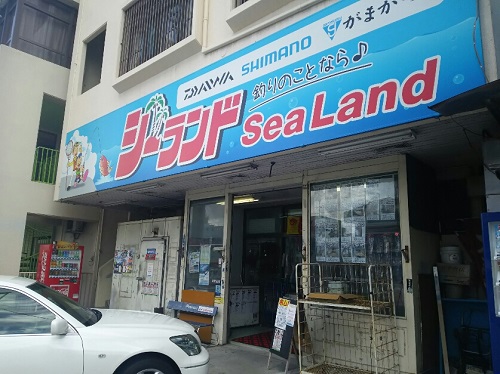 DAIWA SHIMANO がまか
釣りのことなら♪
シーランド Sea Land